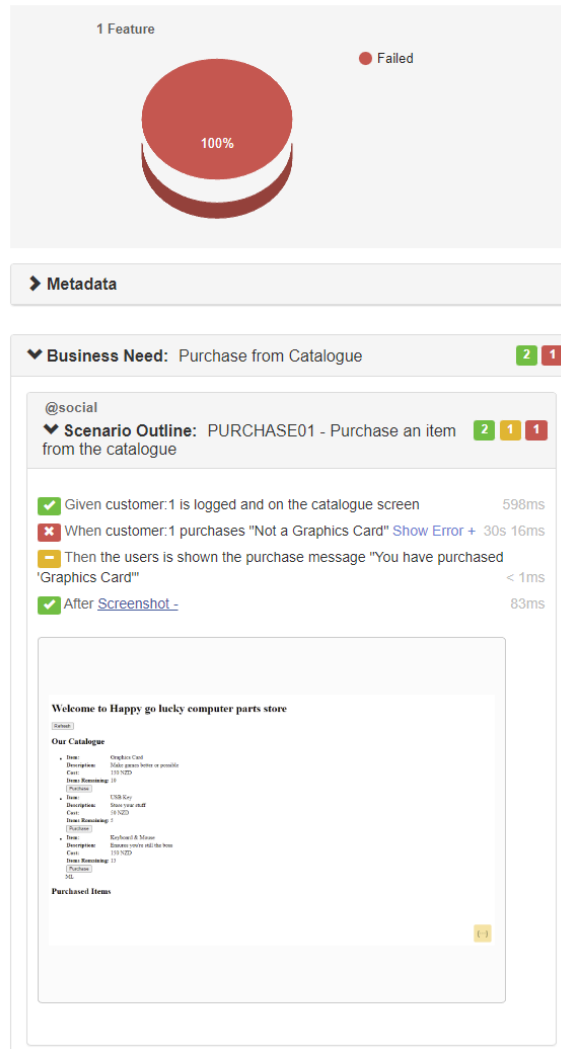 1 Feature
Failed
100%
Metadata
Business Need: Purchase from Catalogue
2 1
@social
Scenario Outline: PURCHASE01 - Purchase an item
from the catalogue
2 1 1
Given customer:1 is logged and on the catalogue screen 598ms
When customer:1 purchases "Not a Graphics Card" Show Error + 30s 16ms
Then the users is shown the purchase message "You have purchased
'Graphics Card'" < 1ms
After Screenshot - 83ms
Welcome to Happy go lucky computer parts store
Refresh
Our Catalogue
Item: Graphics Card
Description: Make games better or possible
Cost: 150 NZD
Items Remaining: 10
Purchase
Item: USB Key
Description: Store your stuff
Cost: 50 NZD
Items Remaining: 5
Purchase
Item: Keyboard & Mouse
Description: Ensures you're still the boss
Cost: 150 NZD
Items Remaining: 15
Purchase
ML
Purchased Items